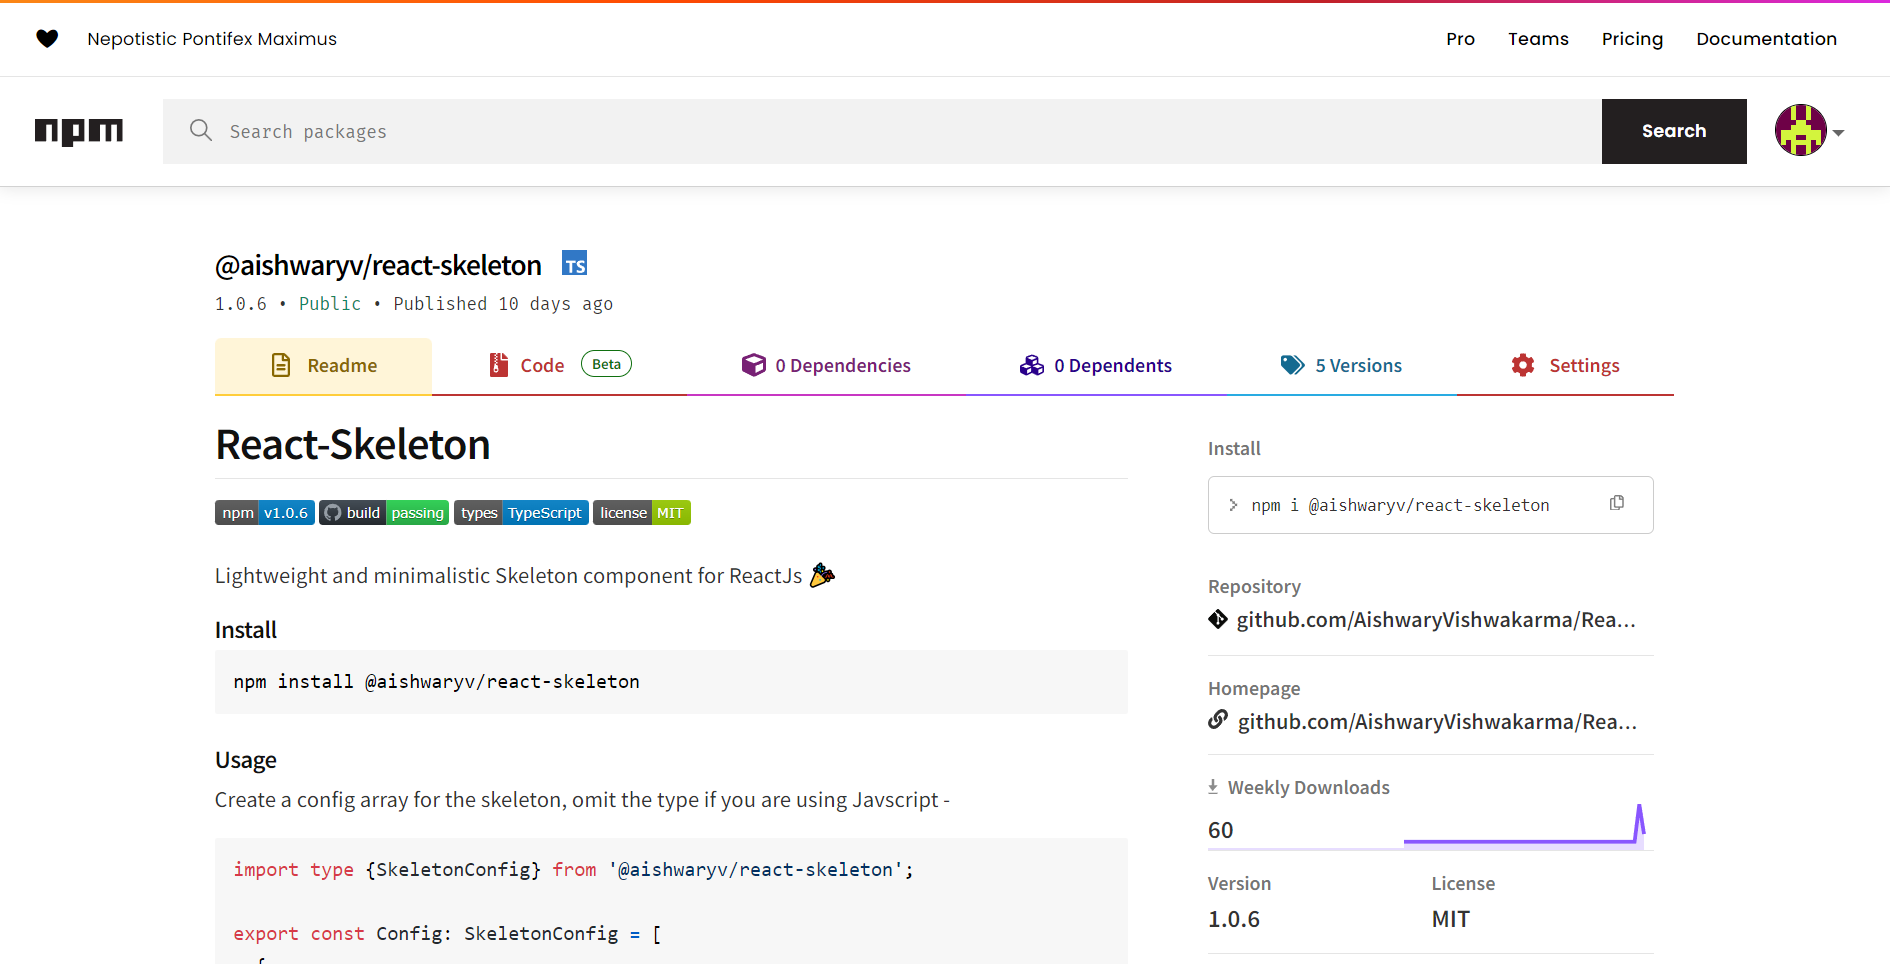 Nepotistic Pontifex Maximus
Pro Teams Pricing Documentation
npm Search packages Search
@aishwaryv/react-skeleton TS
1.0.6 • Public • Published 10 days ago
Readme Code Beta 0 Dependencies 0 Dependents 5 Versions Settings
React-Skeleton
npm v1.0.6 build passing types TypeScript license MIT
Lightweight and minimalistic Skeleton component for ReactJs 🎉
Install
npm install @aishwaryv/react-skeleton
Usage
Create a config array for the skeleton, omit the type if you are using Javscript -
import type {SkeletonConfig} from '@aishwaryv/react-skeleton';
export const Config: SkeletonConfig = [
{
Install
> npm i @aishwaryv/react-skeleton
Repository
github.com/AishwaryVishwakarma/Rea...
Homepage
github.com/AishwaryVishwakarma/Rea...
Weekly Downloads
60
Version License
1.0.6 MIT